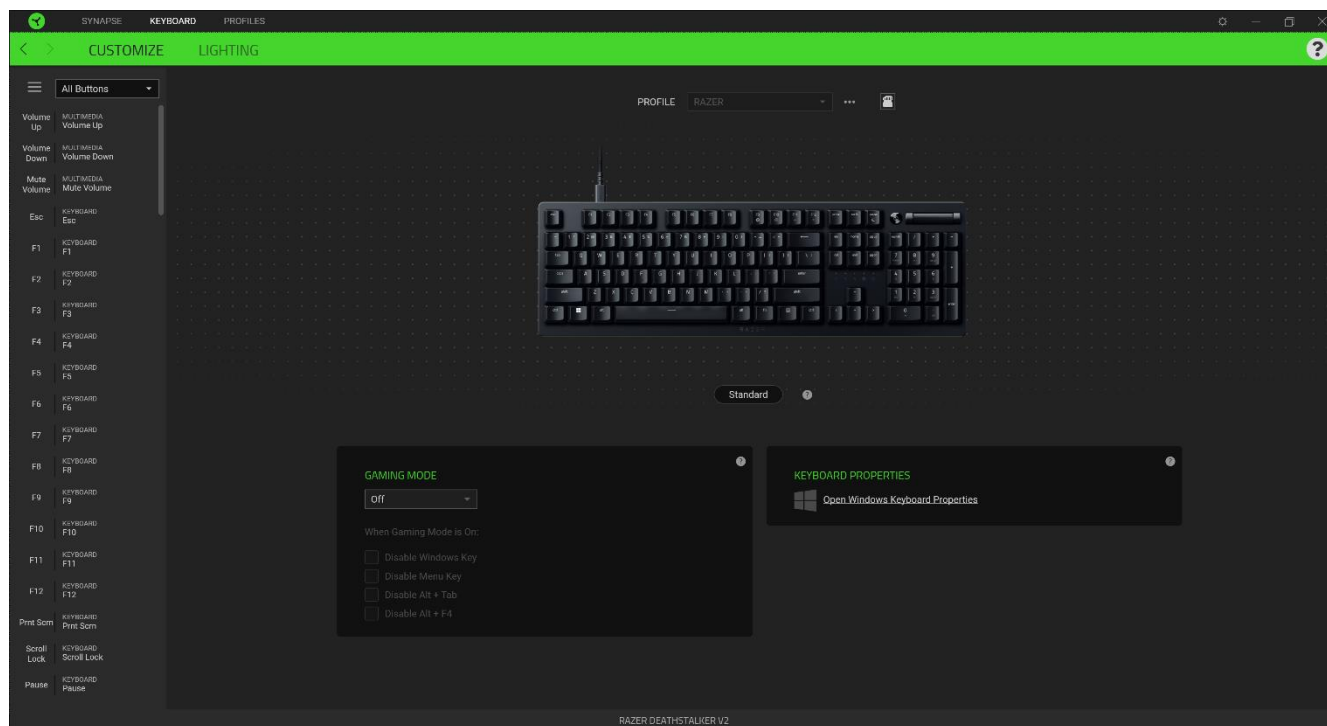 SYNAPSE KEYBOARD PROFILES
CUSTOMIZE LIGHTING
All Buttons
PROFILE RAZER
Volume Up MULTIMEDIA Volume Up
Volume Down MULTIMEDIA Volume Down
Mute Volume MULTIMEDIA Mute Volume
Esc KEYBOARD Esc
F1 KEYBOARD F1
F2 KEYBOARD F2
F3 KEYBOARD F3
F4 KEYBOARD F4
F5 KEYBOARD F5
F6 KEYBOARD F6
F7 KEYBOARD F7
F8 KEYBOARD F8
F9 KEYBOARD F9
F10 KEYBOARD F10
F11 KEYBOARD F11
F12 KEYBOARD F12
Prnt Scrn KEYBOARD Prnt Scrn
Scroll Lock KEYBOARD Scroll Lock
Pause KEYBOARD Pause
RAZER
Standard ?
GAMING MODE ?
Off
When Gaming Mode is On:
Disable Windows Key
Disable Menu Key
Disable Alt + Tab
Disable Alt + F4
KEYBOARD PROPERTIES ?
Open Windows Keyboard Properties
RAZER DEATHSTALKER V2